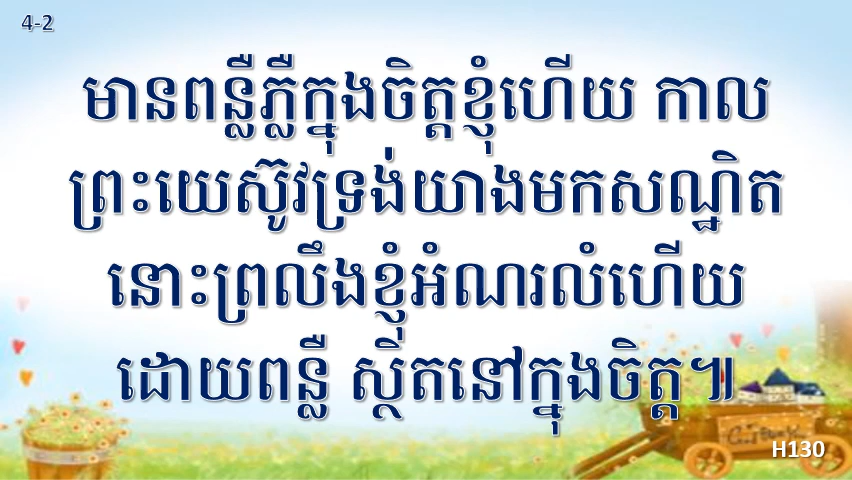 4-2
មានពន្លឺភ្លឺក្នុងចិត្តខ្ញុំហើយ កាល
ព្រះយេស៊ូវទ្រង់យាងមកសណ្ឋិត
នោះព្រលឹងខ្ញុំអំណរលំហើយ
ដោយពន្លឺ ស្ថិតនៅក្នុងចិត្ត៕
H130